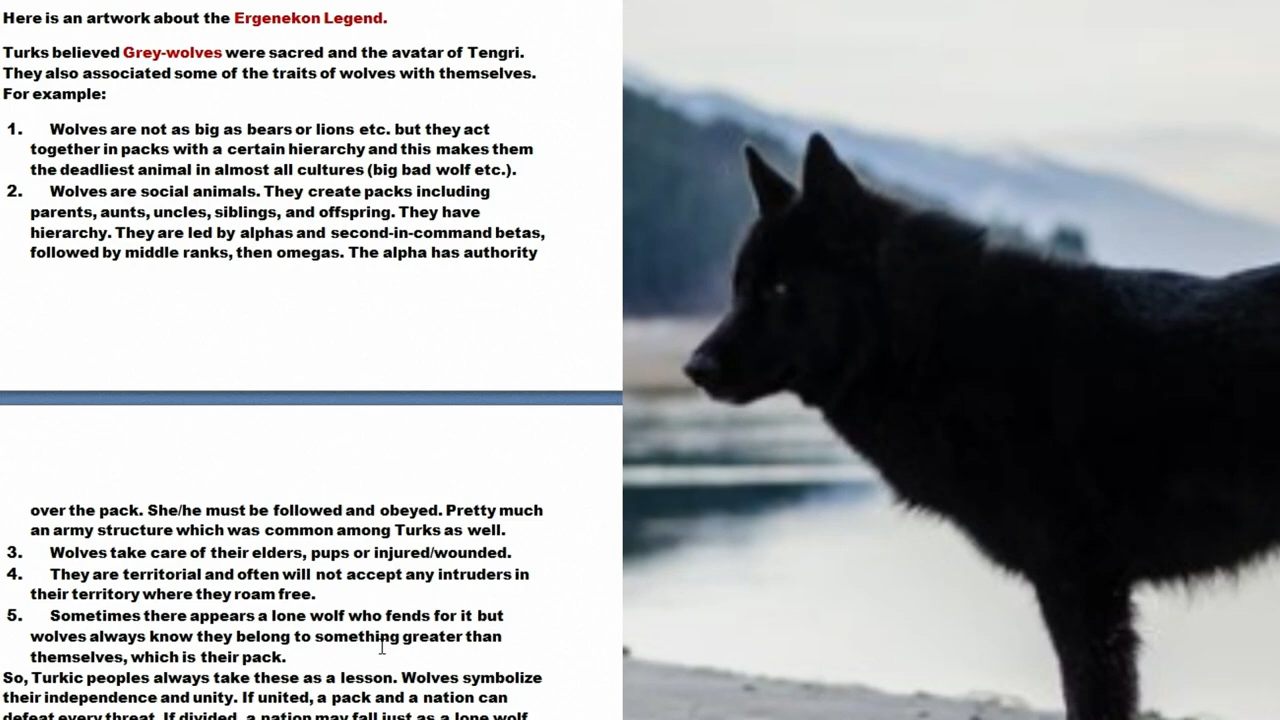 Here is an artwork about the Ergenekon Legend.
Turks believed Grey-wolves were sacred and the avatar of Tengri.
They also associated some of the traits of wolves with themselves.
For example:
1. Wolves are not as big as bears or lions etc. but they act
together in packs with a certain hierarchy and this makes them
the deadliest animal in almost all cultures (big bad wolf etc.).
2. Wolves are social animals. They create packs including
parents, aunts, uncles, siblings, and offspring. They have
hierarchy. They are led by alphas and second-in-command betas,
followed by middle ranks, then omegas. The alpha has authority
over the pack. She/he must be followed and obeyed. Pretty much
an army structure which was common among Turks as well.
3. Wolves take care of their elders, pups or injured/wounded.
4. They are territorial and often will not accept any intruders in
their territory where they roam free.
5. Sometimes there appears a lone wolf who fends for it but
wolves always know they belong to something greater than
themselves, which is their pack.
So, Turkic peoples always take these as a lesson. Wolves symbolize
their independence and unity. If united, a pack and a nation can
defeat every threat. If divided, a nation may fall just as a lone wolf